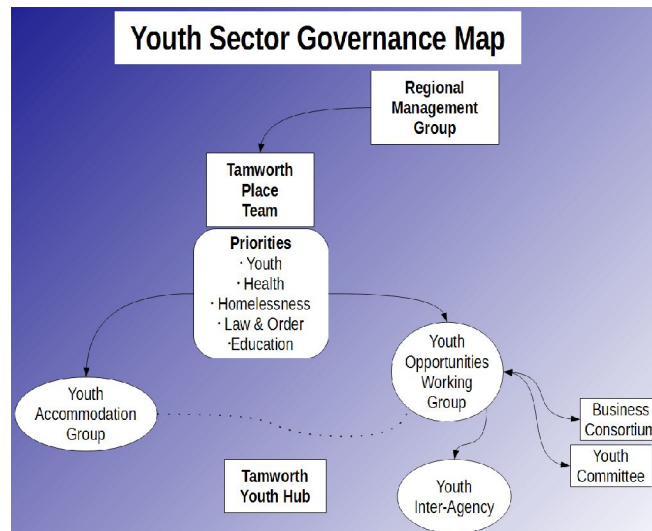 Youth Sector Governance Map
Regional
Management
Group
Tamworth
Place
Team
Priorities
· Youth
· Health
· Homelessness
· Law & Order
· Education
Youth
Accommodation
Group
Youth
Opportunities
Working
Group
Business
Consortium
Youth
Committee
Tamworth
Youth Hub
Youth
Inter-Agency